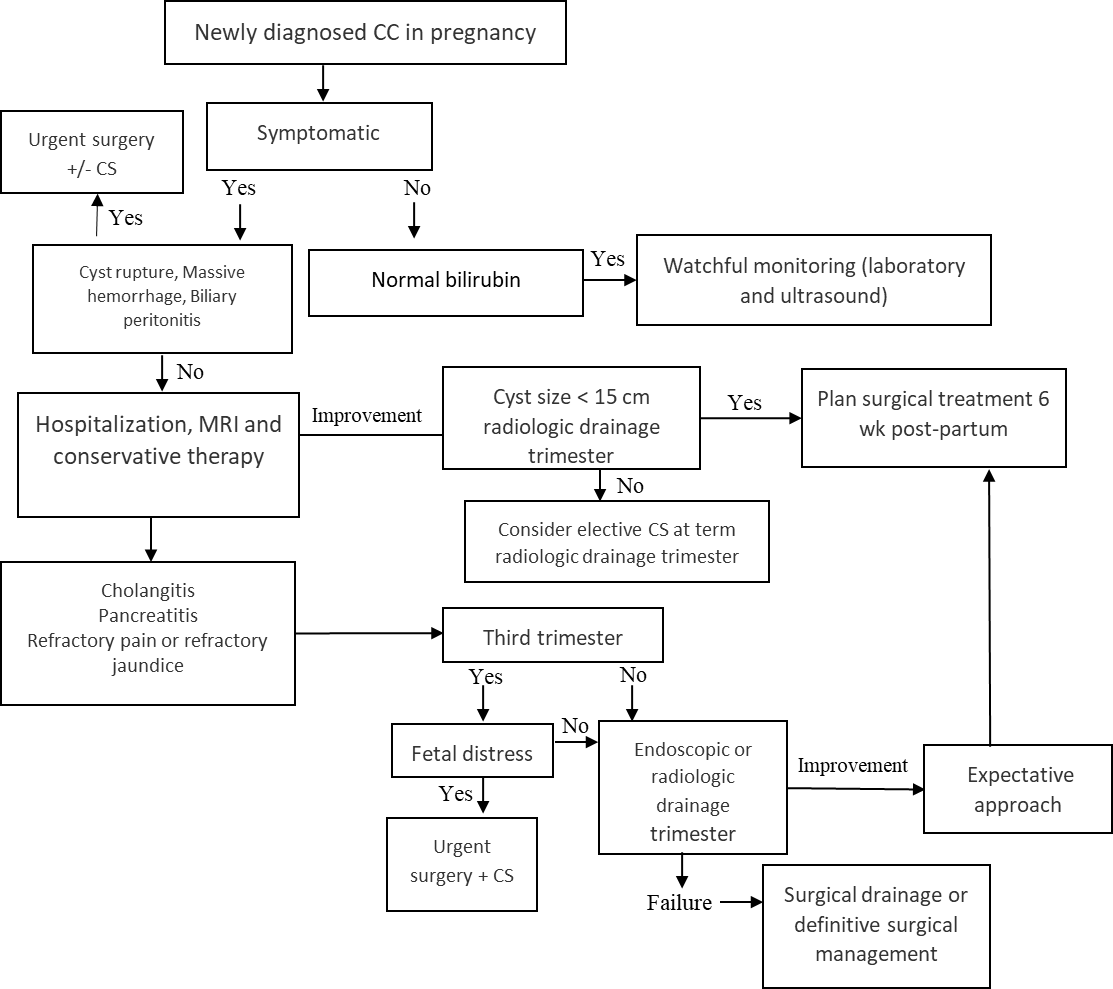 Newly diagnosed CC in pregnancy
Symptomatic
Urgent surgery
+/- CS
Yes
No
Yes
Cyst rupture, Massive
hemorrhage, Biliary
peritonitis
Normal bilirubin
Yes
Watchful monitoring (laboratory
and ultrasound)
No
Hospitalization, MRI and
conservative therapy
Improvement
Cyst size < 15 cm
radiologic drainage
trimester
Yes
Plan surgical treatment 6
wk post-partum
No
Consider elective CS at term
radiologic drainage trimester
Cholangitis
Pancreatitis
Refractory pain or refractory
jaundice
Third trimester
Yes
No
Fetal distress
No
Endoscopic or
radiologic
drainage
trimester
Improvement
Expectative
approach
Yes
Urgent
surgery + CS
Failure
Surgical drainage or
definitive surgical
management